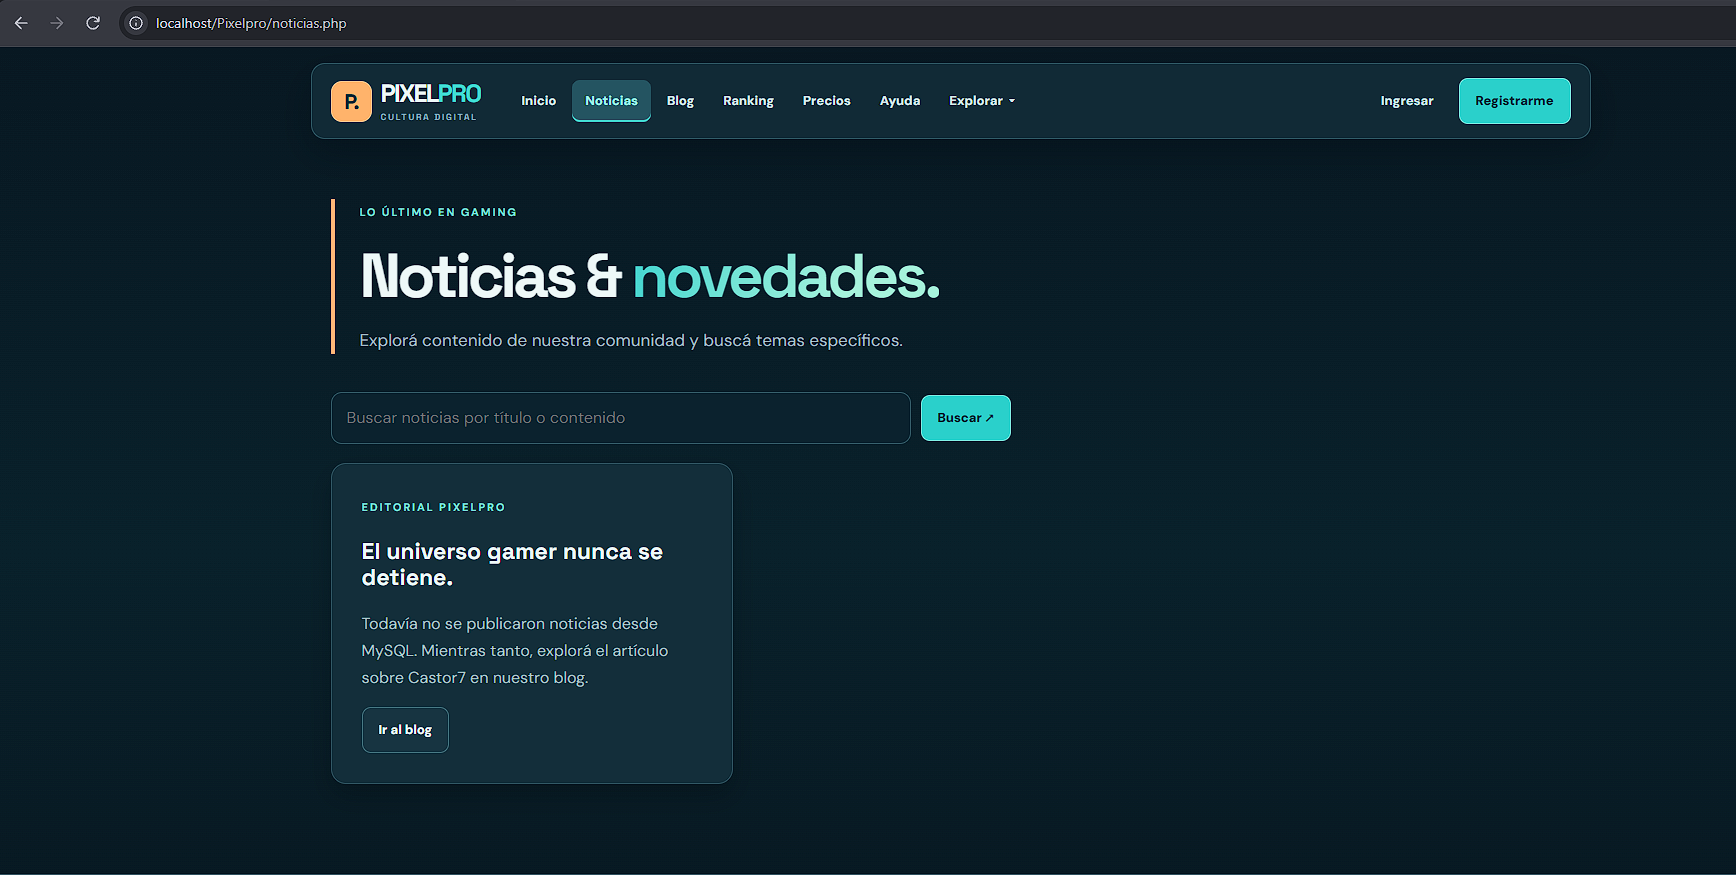 localhost/Pixelpro/noticias.php
P.
PIXELPRO
CULTURA DIGITAL
Inicio
Noticias
Blog
Ranking
Precios
Ayuda
Explorar
Ingresar
Registrarme
LO ÚLTIMO EN GAMING
Noticias & novedades.
Explorá contenido de nuestra comunidad y buscá temas específicos.
Buscar noticias por título o contenido
Buscar ↗
EDITORIAL PIXELPRO
El universo gamer nunca se
detiene.
Todavía no se publicaron noticias desde
MySQL. Mientras tanto, explorá el artículo
sobre Castor7 en nuestro blog.
Ir al blog